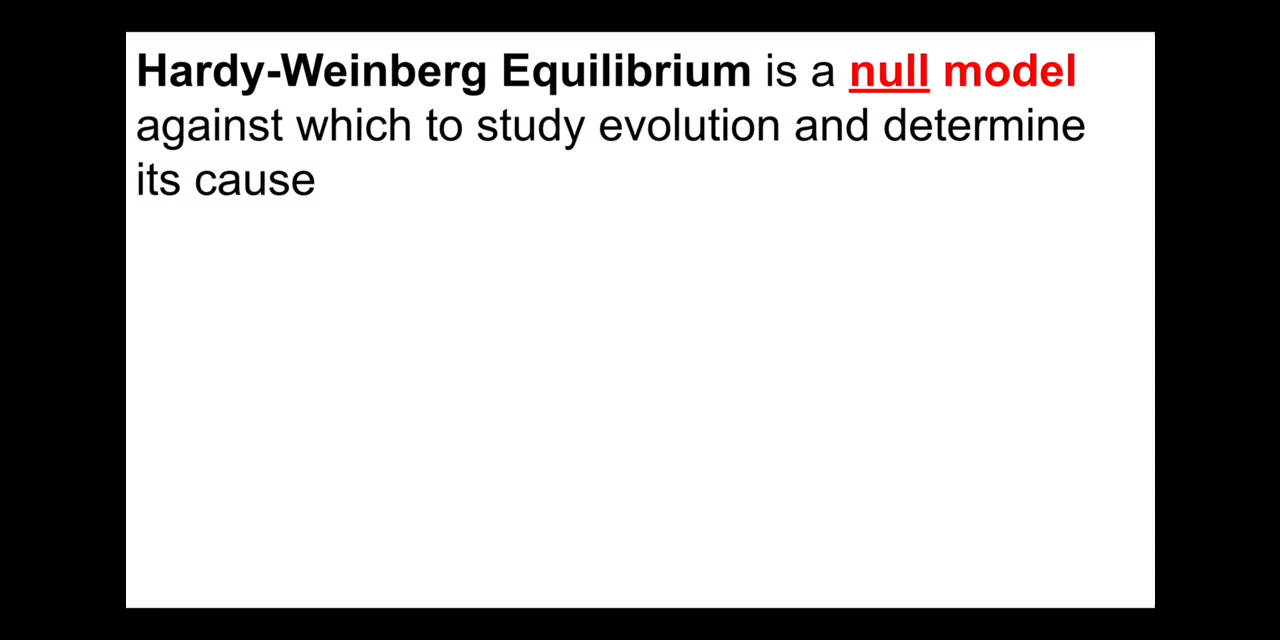 Hardy-Weinberg Equilibrium is a null model
against which to study evolution and determine
its cause